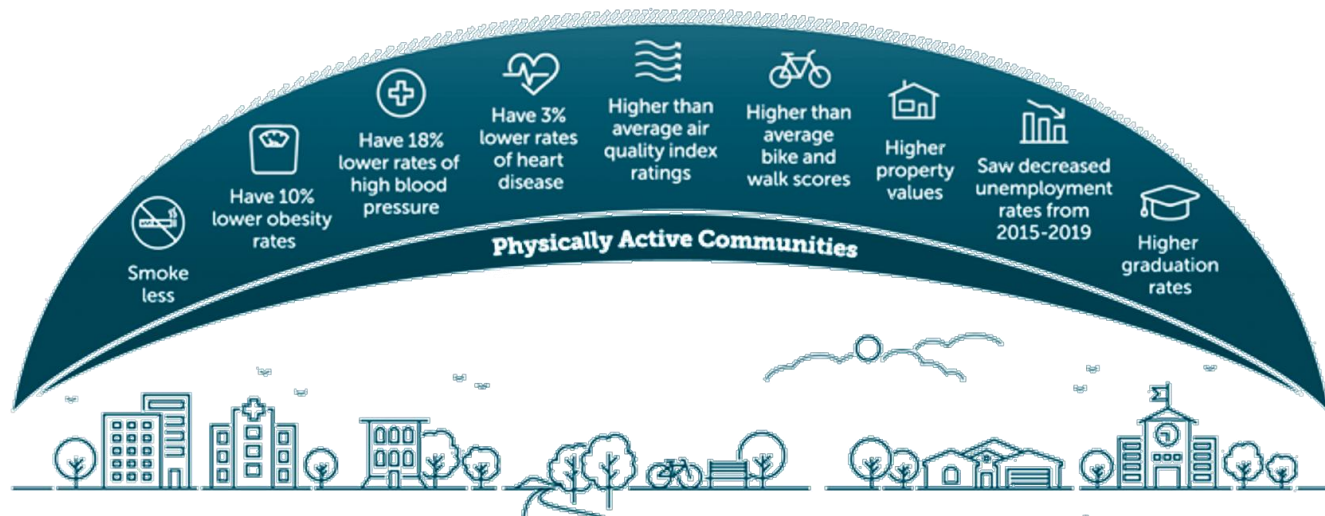 Smoke
less
Have 10%
lower obesity
rates
Have 18%
lower rates of
high blood
pressure
Have 3%
lower rates
of heart
disease
Higher than
average air
quality index
ratings
Higher than
average
bike and
walk scores
Higher
property
values
Saw decreased
unemployment
rates from
2015-2019
Higher
graduation
rates
Physically Active Communities